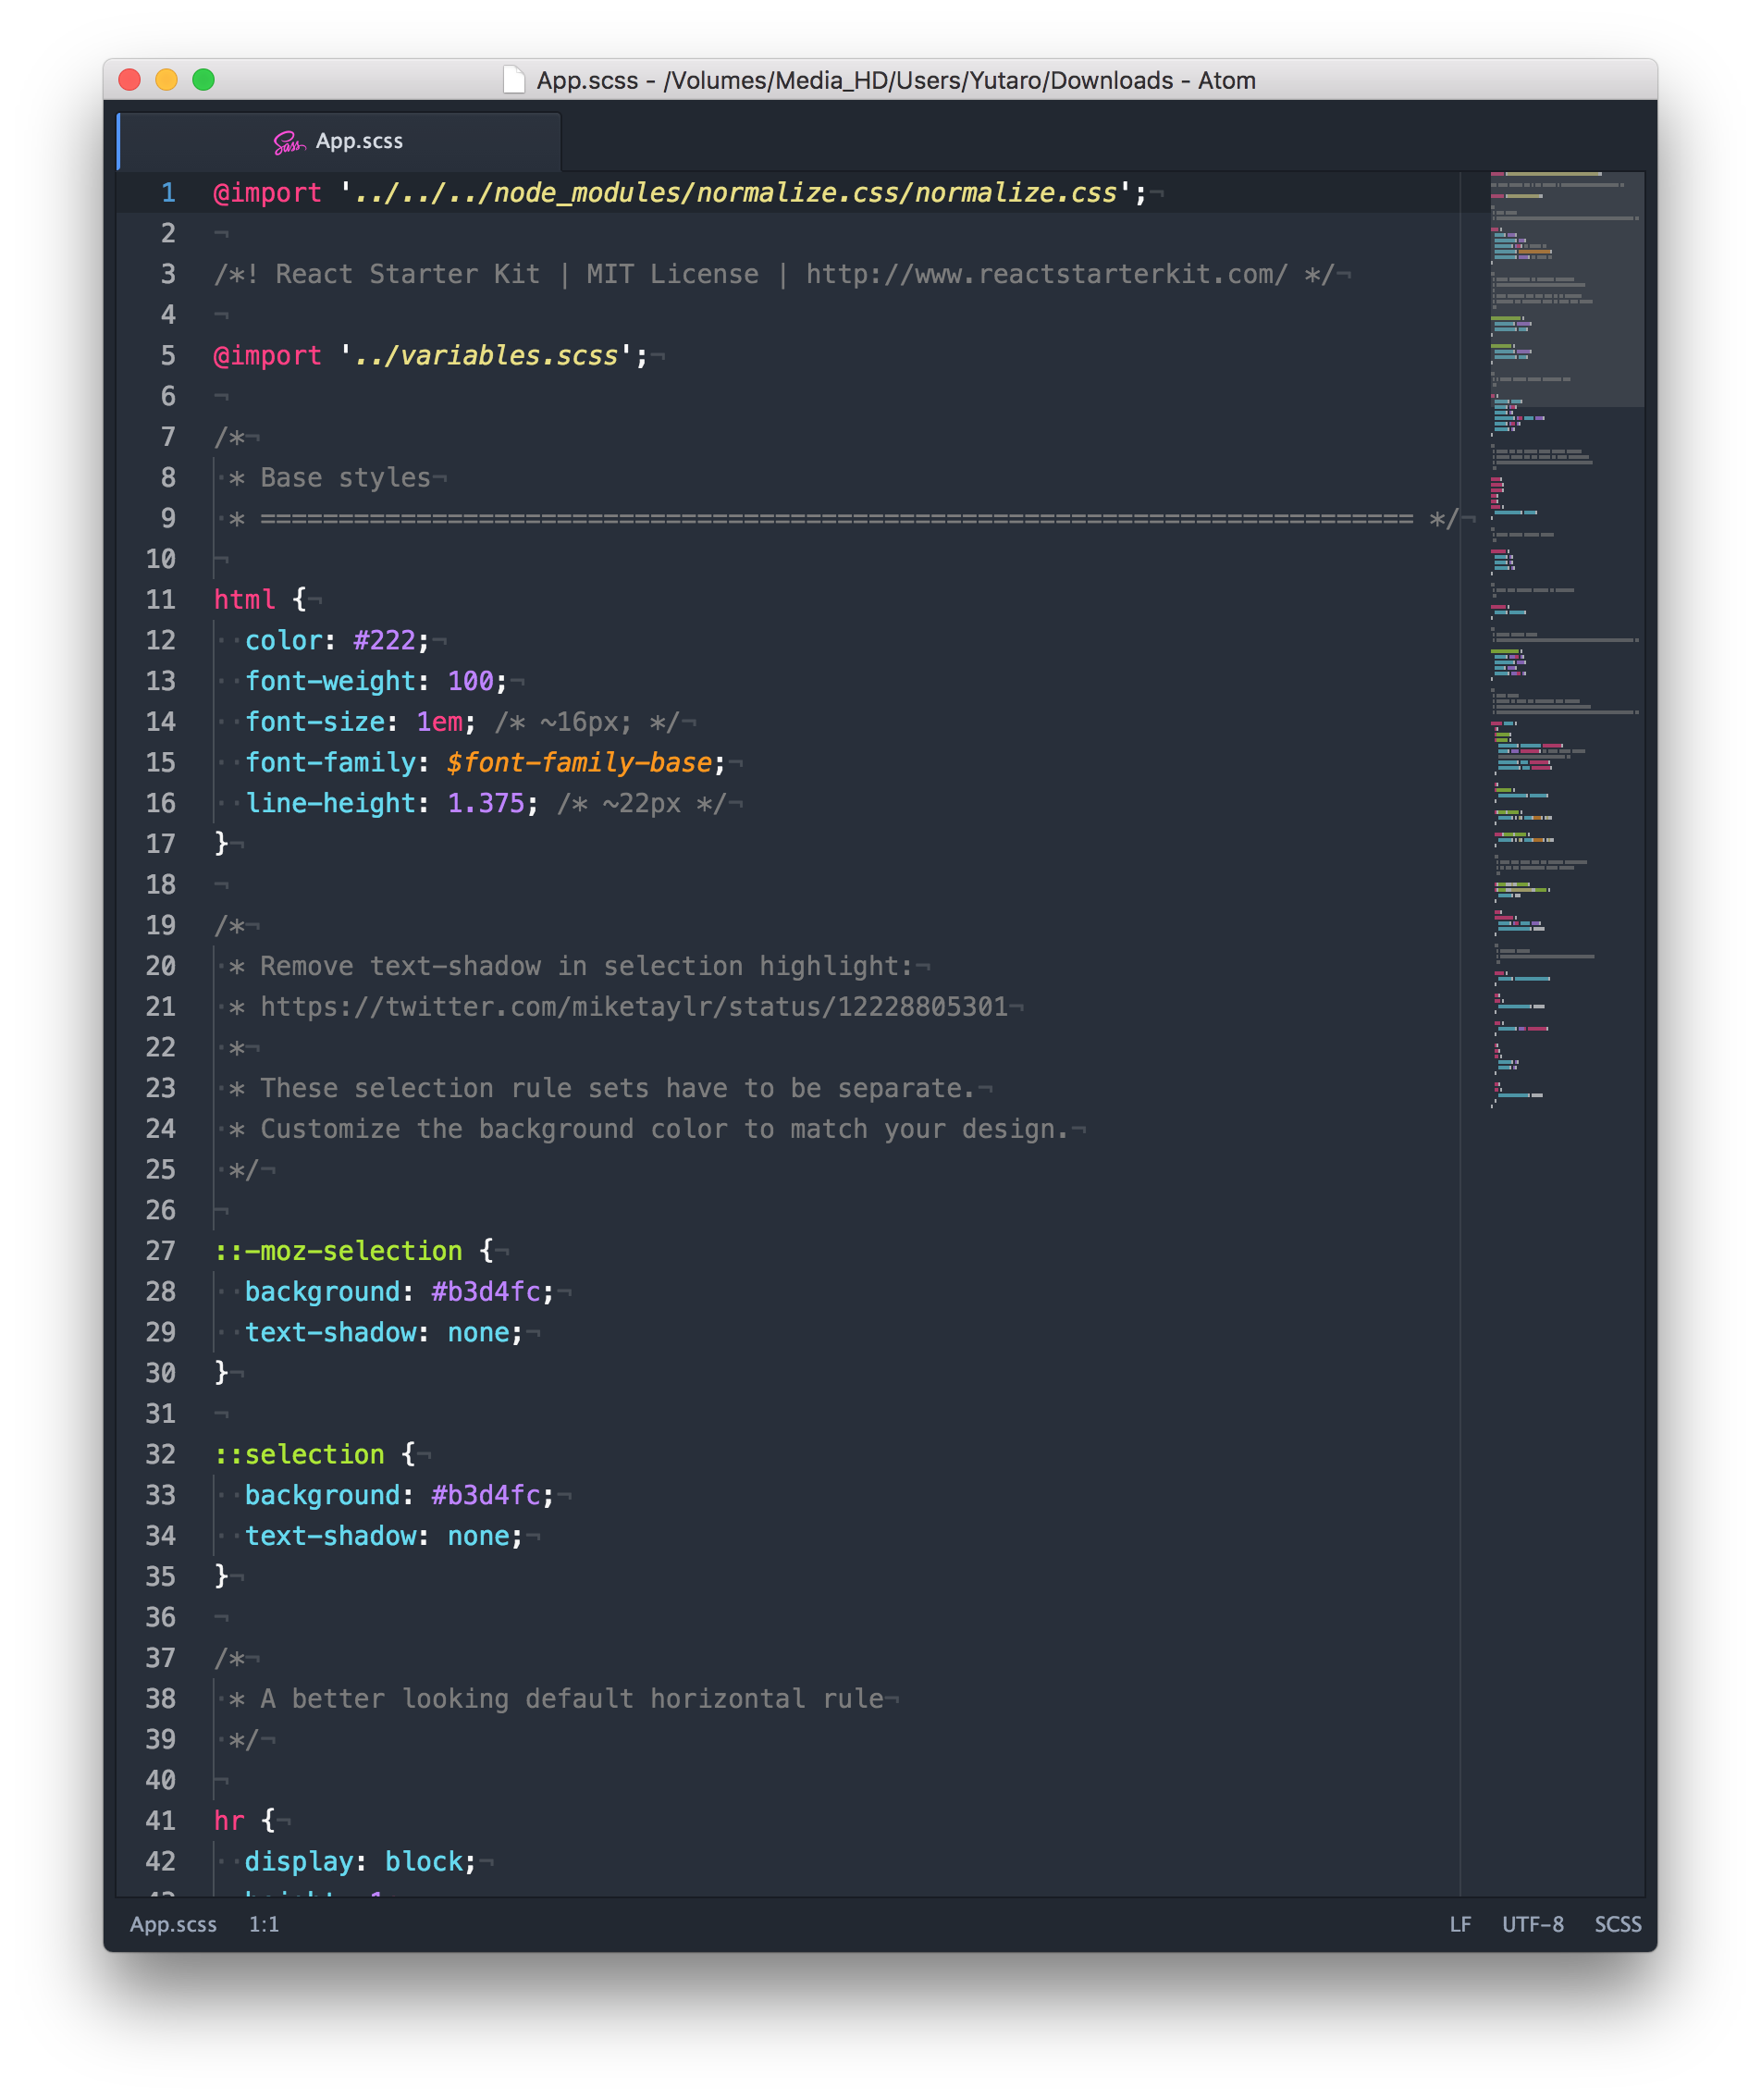 App.scss - /Volumes/Media_HD/Users/Yutaro/Downloads - Atom
Sass App.scss
1 @import '../../../node_modules/normalize.css/normalize.css';¬
2 ¬
3 /*! React Starter Kit | MIT License | http://www.reactstarterkit.com/ */¬
4 ¬
5 @import '../variables.scss';¬
6 ¬
7 /*¬
8 ·* Base styles¬
9 ·* ========================================================================== */¬
10 ¬
11 html {¬
12 ··color: #222;¬
13 ··font-weight: 100;¬
14 ··font-size: 1em; /* ~16px; */¬
15 ··font-family: $font-family-base;¬
16 ··line-height: 1.375; /* ~22px */¬
17 }¬
18 ¬
19 /*¬
20 ·* Remove text-shadow in selection highlight:¬
21 ·* https://twitter.com/miketaylr/status/12228805301¬
22 ·*¬
23 ·* These selection rule sets have to be separate.¬
24 ·* Customize the background color to match your design.¬
25 ·*/¬
26 ¬
27 ::-moz-selection {¬
28 ··background: #b3d4fc;¬
29 ··text-shadow: none;¬
30 }¬
31 ¬
32 ::selection {¬
33 ··background: #b3d4fc;¬
34 ··text-shadow: none;¬
35 }¬
36 ¬
37 /*¬
38 ·* A better looking default horizontal rule¬
39 ·*/¬
40 ¬
41 hr {¬
42 ··display: block;¬
App.scss 1:1 LF UTF-8 SCSS